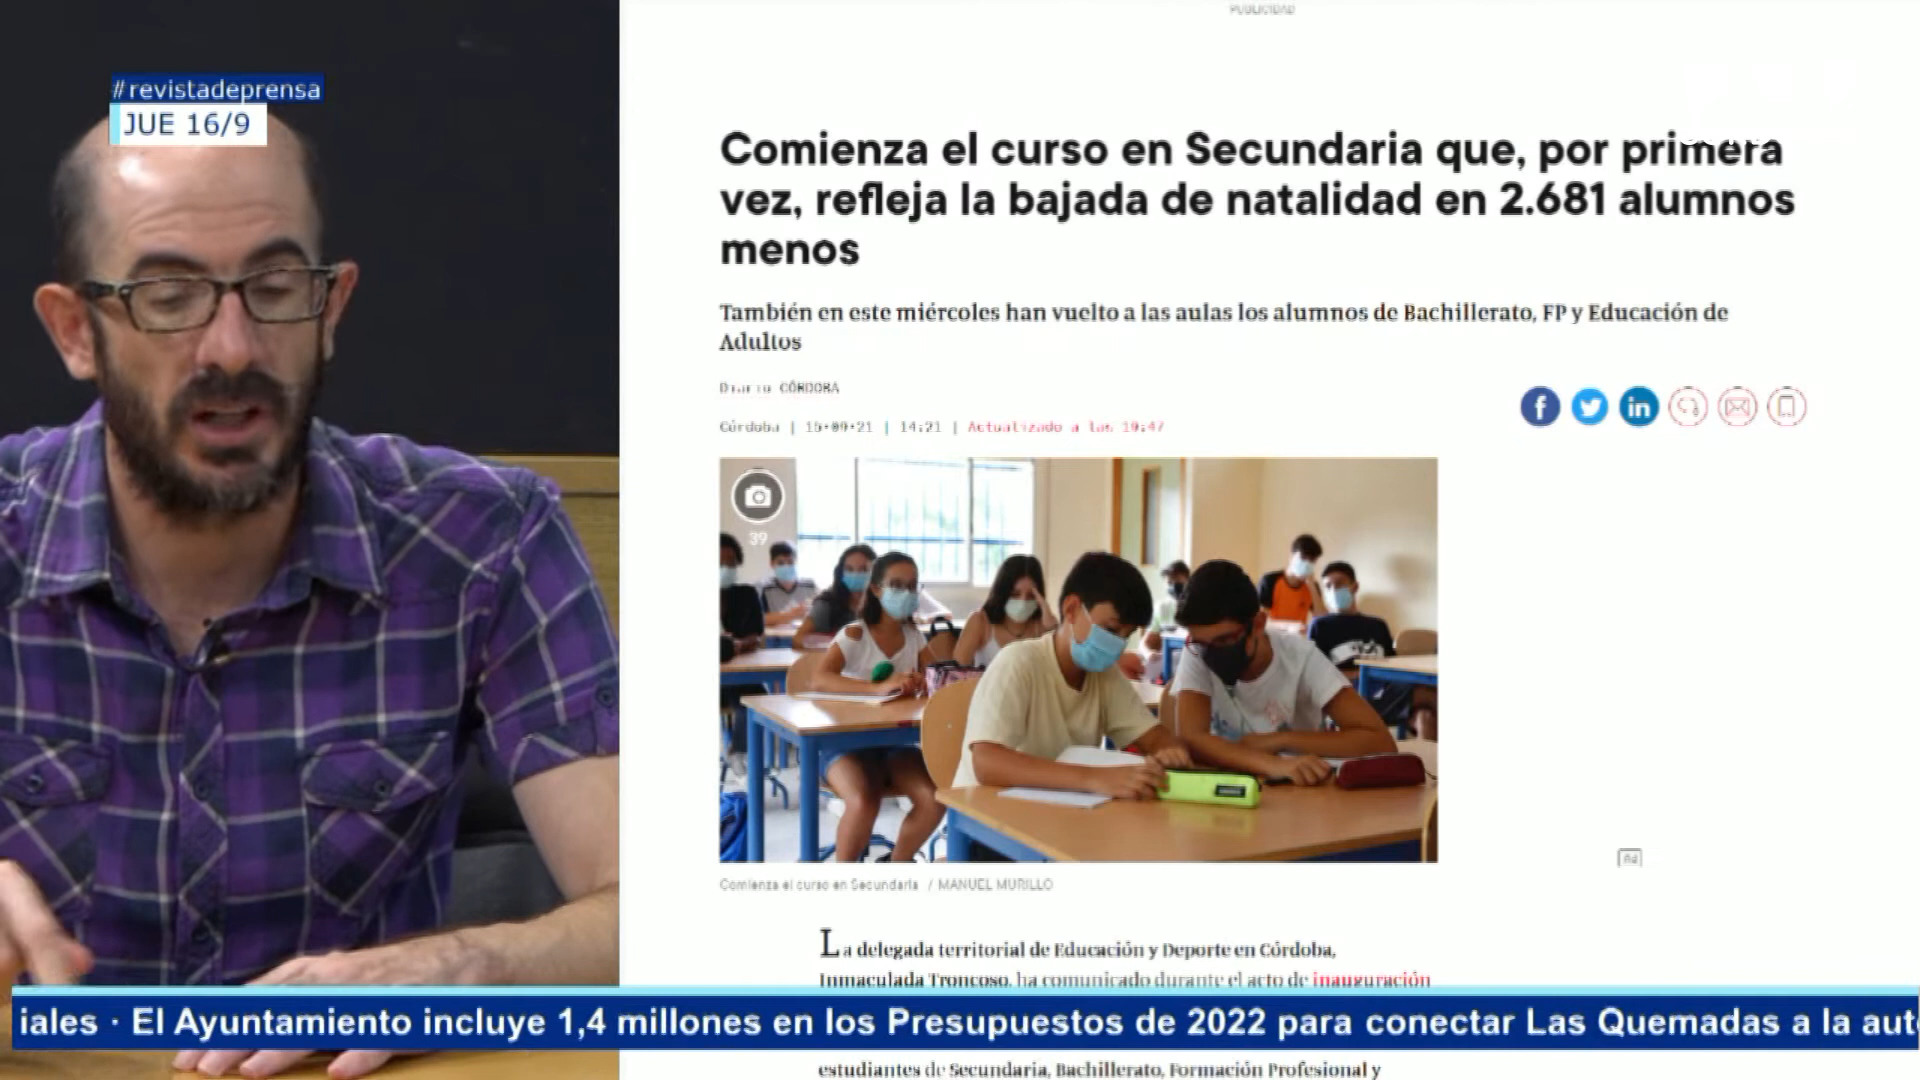 PUBLICIDAD
#revistadeprensa
JUE 16/9
Comienza el curso en Secundaria que, por primera
vez, refleja la bajada de natalidad en 2.681 alumnos
menos
También en este miércoles han vuelto a las aulas los alumnos de Bachillerato, FP y Educación de
Adultos
Diario CÓRDOBA
Córdoba | 15·09·21 | 14:21 | Actualizado a las 19:47
39
Ad
Comienza el curso en Secundaria / MANUEL MURILLO
La delegada territorial de Educación y Deporte en Córdoba,
Inmaculada Troncoso, ha comunicado durante el acto de inauguración
iales · El Ayuntamiento incluye 1,4 millones en los Presupuestos de 2022 para conectar Las Quemadas a la aut
estudiantes de Secundaria, Bachillerato, Formación Profesional y